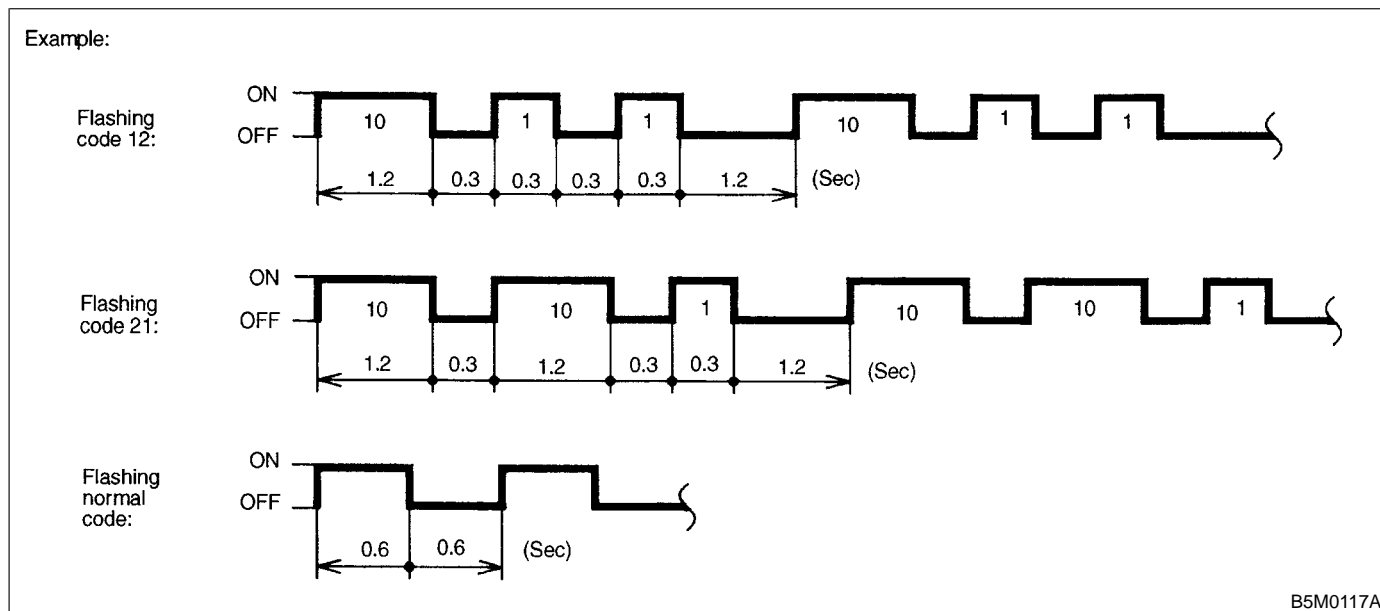 Example:
ON
Flashing
code 12:
OFF
10
1
1
10
1
1
1.2
0.3
0.3
0.3
0.3
1.2
(Sec)
ON
Flashing
code 21:
OFF
10
10
1
10
10
1
1.2
0.3
1.2
0.3
0.3
1.2
(Sec)
ON
Flashing
normal
code:
OFF
0.6
0.6
(Sec)
B5M0117A